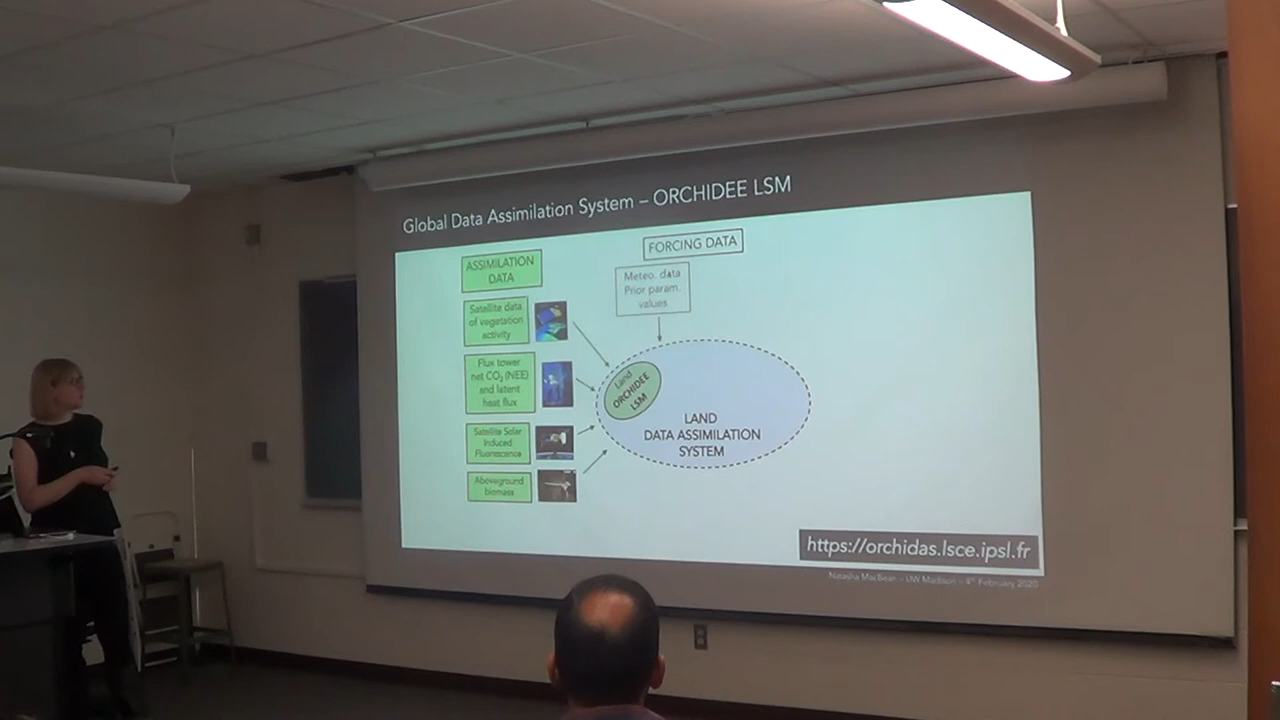 Global Data Assimilation System – ORCHIDEE LSM
FORCING DATA
ASSIMILATION
DATA
Meteo. data
Prior param.
values
Satellite data
of vegetation
activity
Flux tower
net CO₂ (NEE)
and latent
heat flux
Land
ORCHIDEE
LSM
LAND
DATA ASSIMILATION
SYSTEM
Satellite Solar
Induced
Fluorescence
Aboveground
biomass
https://orchidas.lsce.ipsl.fr
Natasha MacBean – UW Madison – 4th February 2020